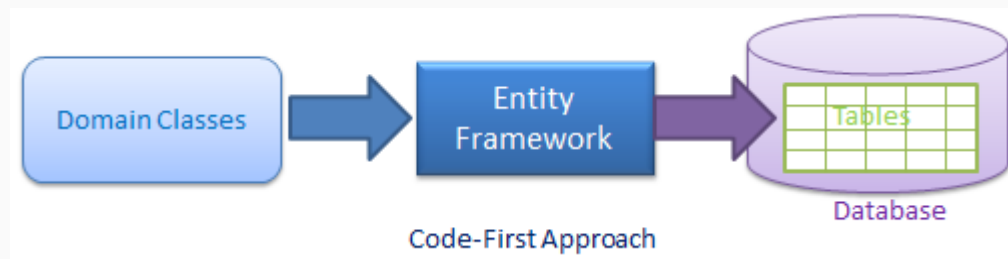 Domain Classes
Entity
Framework
Tables
Database
Code-First Approach